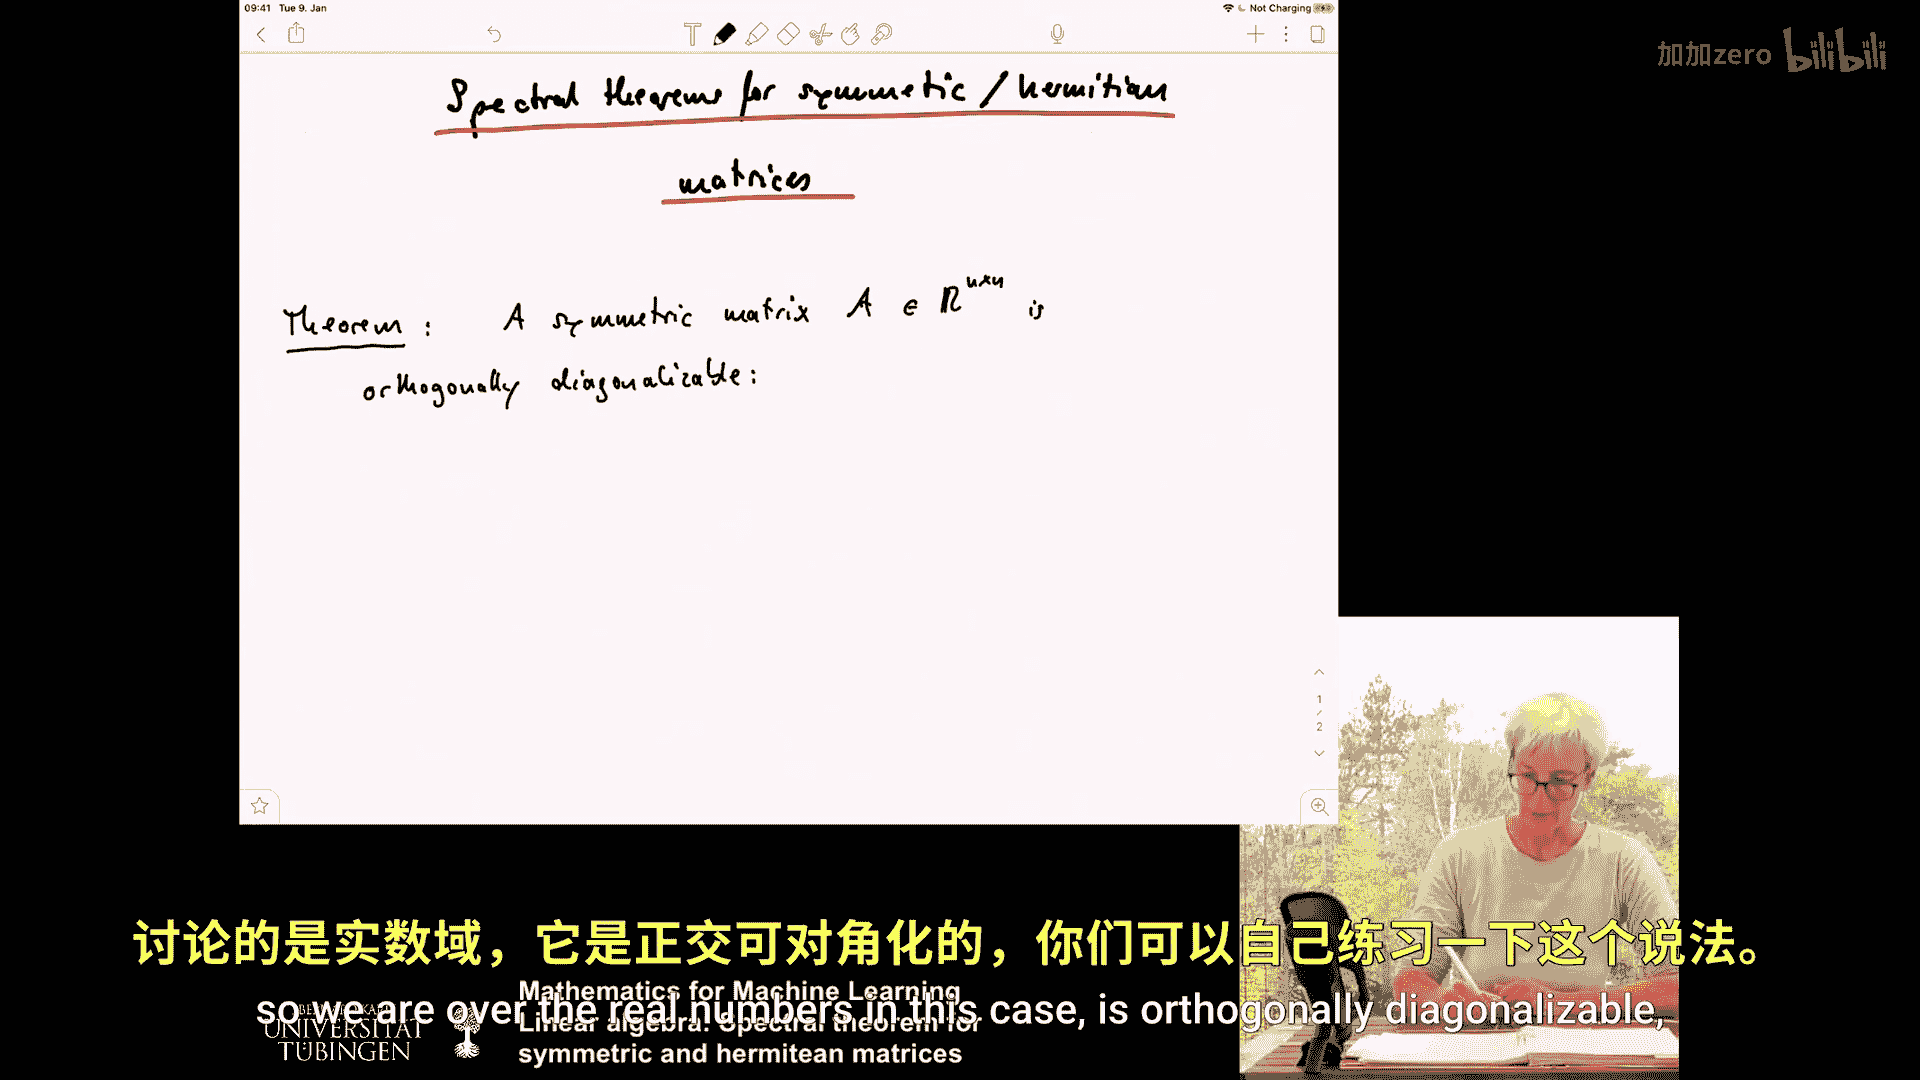 09:41 Tue 9. Jan
Not Charging
加加zero bilibili
Spectral theorems for symmetric / hermitian
matrices
Theorem : A symmetric matrix A ∈ ℝⁿˣⁿ is
orthogonally diagonalizable:
1
2
讨论的是实数域，它是正交可对角化的，你们可以自己练习一下这个说法。
so we are over the real numbers in this case, is orthogonally diagonalizable,
UNIVERSITÄT
TÜBINGEN
Mathematics for Machine Learning
Linear algebra: Spectral theorem for
symmetric and hermitean matrices